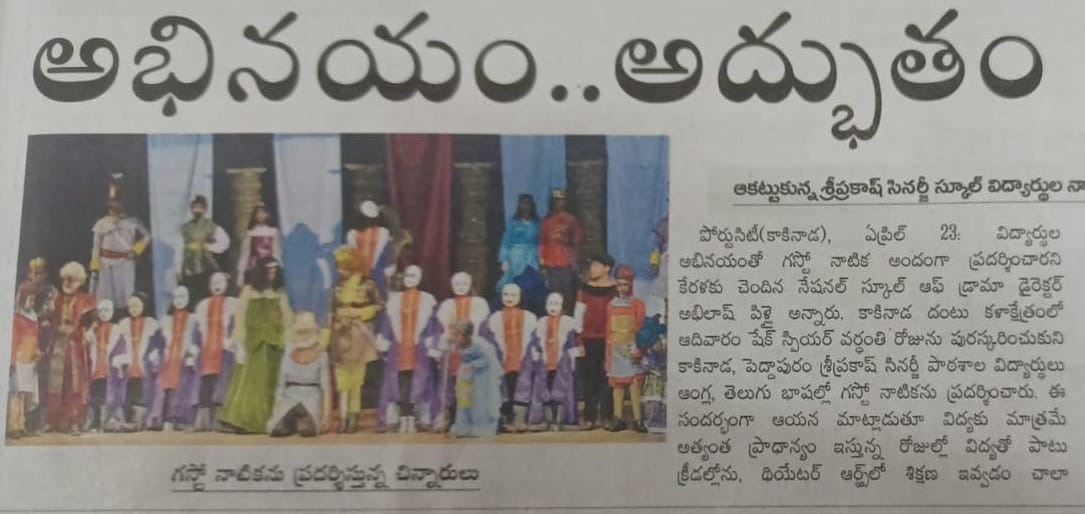 అభినయం..అద్భుతం
ఆకట్టుకున్న శ్రీప్రకాష్ సినర్జీ స్కూల్ విద్యార్థుల నా
పోర్టుసిటీ(కాకినాడ), ఏప్రిల్ 23: విద్యార్థుల
అభినయంతో గస్టో నాటిక అందంగా ప్రదర్శించారని
కేరళకు చెందిన నేషనల్ స్కూల్ ఆఫ్ డ్రామా డైరెక్టర్
అభిలాష్ పిళ్లై అన్నారు. కాకినాడ దంటు కళాక్షేత్రంలో
ఆదివారం షేక్ స్పియర్ వర్ధంతి రోజును పురస్కరించుకుని
కాకినాడ, పెద్దాపురం శ్రీప్రకాష్ సినర్జీ పాఠశాల విద్యార్థులు
ఆంగ్ల, తెలుగు భాషల్లో గస్టో నాటికను ప్రదర్శించారు. ఈ
సందర్భంగా ఆయన మాట్లాడుతూ విద్యకు మాత్రమే
అత్యంత ప్రాధాన్యం ఇస్తున్న రోజుల్లో విద్యతో పాటు
క్రీడల్లోను, థియేటర్ ఆర్ట్స్‌లో శిక్షణ ఇవ్వడం చాలా
గస్టో నాటికను ప్రదర్శిస్తున్న చిన్నారులు